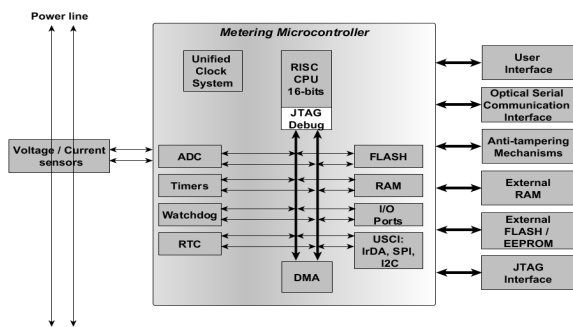 Power line
Metering Microcontroller
Unified
Clock
System
RISC
CPU
16-bits
JTAG
Debug
Voltage / Current
sensors
ADC
Timers
Watchdog
RTC
FLASH
RAM
I/O
Ports
USCI:
IrDA, SPI,
I2C
DMA
User
Interface
Optical Serial
Communication
Interface
Anti-tampering
Mechanisms
External
RAM
External
FLASH /
EEPROM
JTAG
Interface